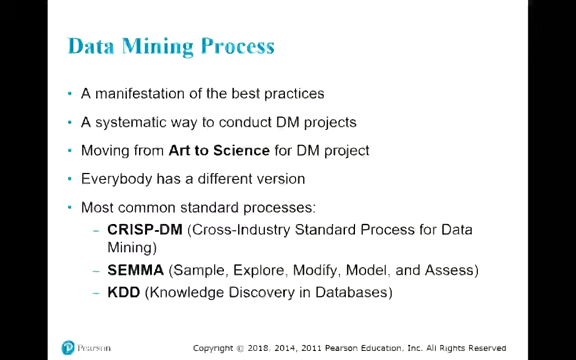 Data Mining Process
• A manifestation of the best practices
• A systematic way to conduct DM projects
• Moving from Art to Science for DM project
• Everybody has a different version
• Most common standard processes:
– CRISP-DM (Cross-Industry Standard Process for Data
Mining)
– SEMMA (Sample, Explore, Modify, Model, and Assess)
– KDD (Knowledge Discovery in Databases)
Pearson
Copyright © 2018, 2014, 2011 Pearson Education, Inc. All Rights Reserved